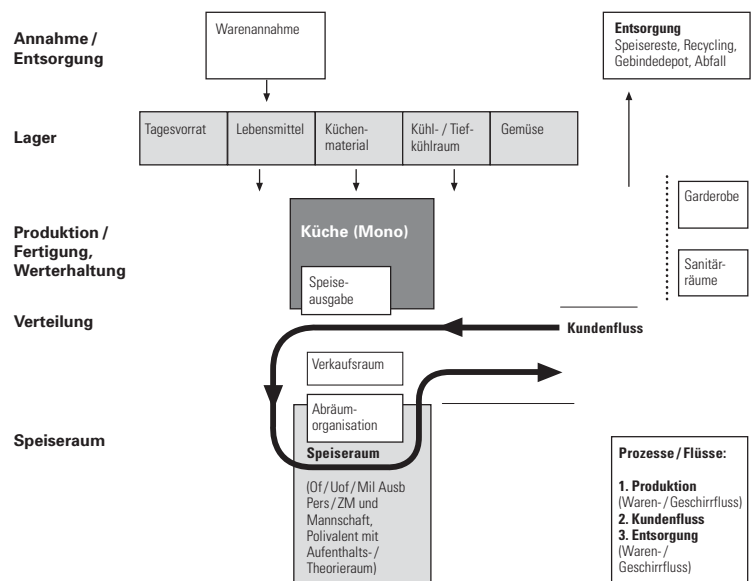 Annahme /
Entsorgung
Warenannahme
Entsorgung
Speisereste, Recycling,
Gebindedepot, Abfall
Lager
Tagesvorrat
Lebensmittel
Küchen-
material
Kühl- / Tief-
kühlraum
Gemüse
Garderobe
Sanitär-
räume
Produktion /
Fertigung,
Werterhaltung
Küche (Mono)
Speise-
ausgabe
Verteilung
Kundenfluss
Verkaufsraum
Abräum-
organisation
Speiseraum
Speiseraum
(Of / Uof / Mil Ausb
Pers / ZM und
Mannschaft,
Polivalent mit
Aufenthalts- /
Theorieraum)
Prozesse / Flüsse:
1. Produktion
(Waren- / Geschirrfluss)
2. Kundenfluss
3. Entsorgung
(Waren- /
Geschirrfluss)